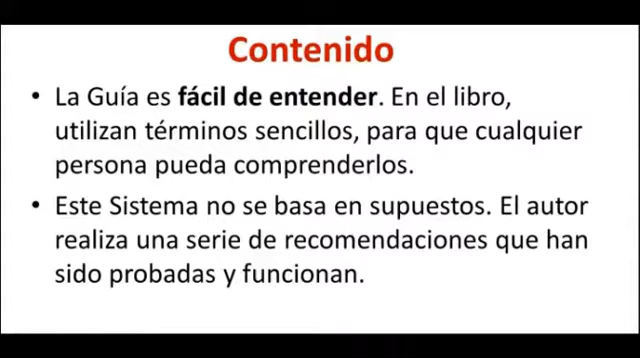 Contenido
• La Guía es fácil de entender. En el libro,
utilizan términos sencillos, para que cualquier
persona pueda comprenderlos.
• Este Sistema no se basa en supuestos. El autor
realiza una serie de recomendaciones que han
sido probadas y funcionan.